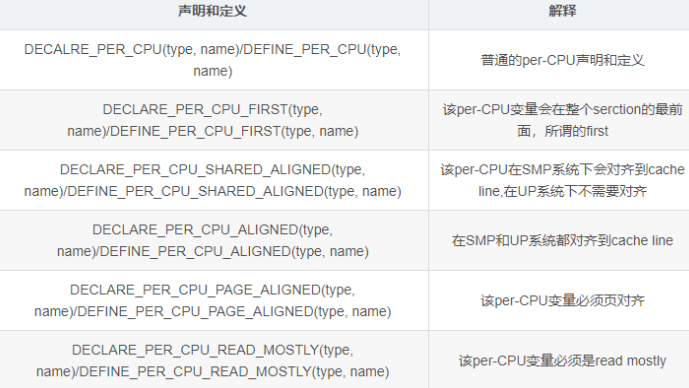 声明和定义 解释
DECALRE_PER_CPU(type, name)/DEFINE_PER_CPU(type,
name)
普通的per-CPU声明和定义
DECLARE_PER_CPU_FIRST(type,
name)/DEFINE_PER_CPU_FIRST(type, name)
该per-CPU变量会在整个serction的最前
面，所谓的first
DECLARE_PER_CPU_SHARED_ALIGNED(type,
name)/DEFINE_PER_CPU_SHARED_ALIGNED(type, name)
该per-CPU在SMP系统下会对齐到cache
line,在UP系统下不需要对齐
DECLARE_PER_CPU_ALIGNED(type,
name)/DEFINE_PER_CPU_ALIGNED(type, name)
在SMP和UP系统都对齐到cache line
DECLARE_PER_CPU_PAGE_ALIGNED(type,
name)/DEFINE_PER_CPU_PAGE_ALIGNED(type, name)
该per-CPU变量必须页对齐
DECLARE_PER_CPU_READ_MOSTLY(type,
name)/DEFINE_PER_CPU_READ_MOSTLY(type, name)
该per-CPU变量必须是read mostly